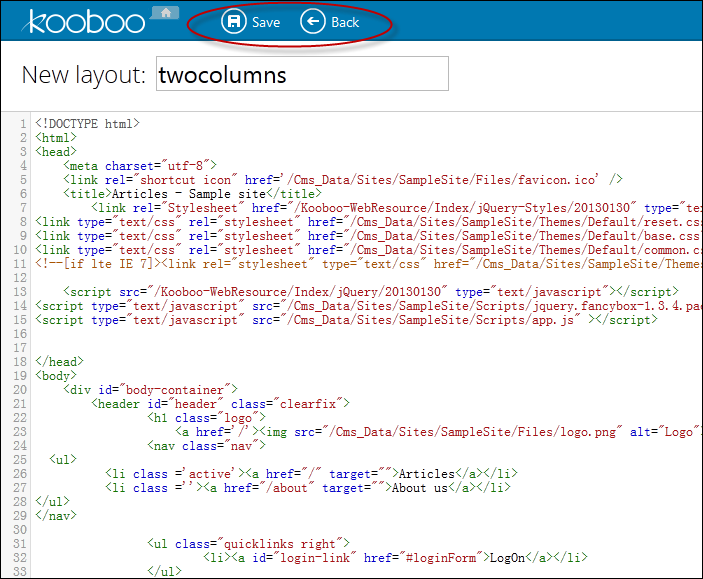 kooboo Save Back
New layout: twocolumns
1 <!DOCTYPE html>
2 <html>
3 <head>
4 <meta charset="utf-8">
5 <link rel="shortcut icon" href='/Cms_Data/Sites/SampleSite/Files/favicon.ico' />
6 <title>Articles - Sample site</title>
7 <link rel="Stylesheet" href="/Kooboo-WebResource/Index/jQuery-Styles/20130130" type="tex
8 <link type="text/css" rel="stylesheet" href="/Cms_Data/Sites/SampleSite/Themes/Default/reset.css
9 <link type="text/css" rel="stylesheet" href="/Cms_Data/Sites/SampleSite/Themes/Default/base.css"
10 <link type="text/css" rel="stylesheet" href="/Cms_Data/Sites/SampleSite/Themes/Default/common.cs
11 <!--[if lte IE 7]><link rel="stylesheet" type="text/css" href="/Cms_Data/Sites/SampleSite/Themes
12
13 <script src="/Kooboo-WebResource/Index/jQuery/20130130" type="text/javascript"></script>
14 <script type="text/javascript" src="/Cms_Data/Sites/SampleSite/Scripts/jquery.fancybox-1.3.4.pac
15 <script type="text/javascript" src="/Cms_Data/Sites/SampleSite/Scripts/app.js" ></script>
16
17
18 </head>
19 <body>
20 <div id="body-container">
21 <header id="header" class="clearfix">
22 <h1 class="logo">
23 <a href='/'><img src="/Cms_Data/Sites/SampleSite/Files/logo.png" alt="Logo"
24 <nav class="nav">
25 <ul>
26 <li class ='active'><a href="/" target="">Articles</a></li>
27 <li class =''><a href="/about" target="">About us</a></li>
28 </ul>
29 </nav>
30
31 <ul class="quicklinks right">
32 <li><a id="login-link" href="#loginForm">LogOn</a></li>
33 </ul>